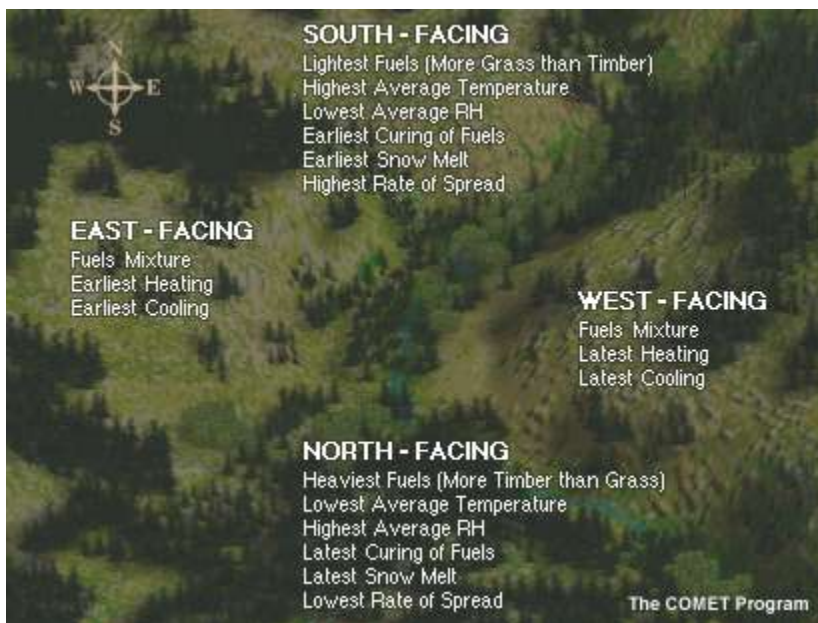 N
W E
S
SOUTH - FACING
Lightest Fuels (More Grass than Timber)
Highest Average Temperature
Lowest Average RH
Earliest Curing of Fuels
Earliest Snow Melt
Highest Rate of Spread
EAST - FACING
Fuels Mixture
Earliest Heating
Earliest Cooling
WEST - FACING
Fuels Mixture
Latest Heating
Latest Cooling
NORTH - FACING
Heaviest Fuels (More Timber than Grass)
Lowest Average Temperature
Highest Average RH
Latest Curing of Fuels
Latest Snow Melt
Lowest Rate of Spread
The COMET Program